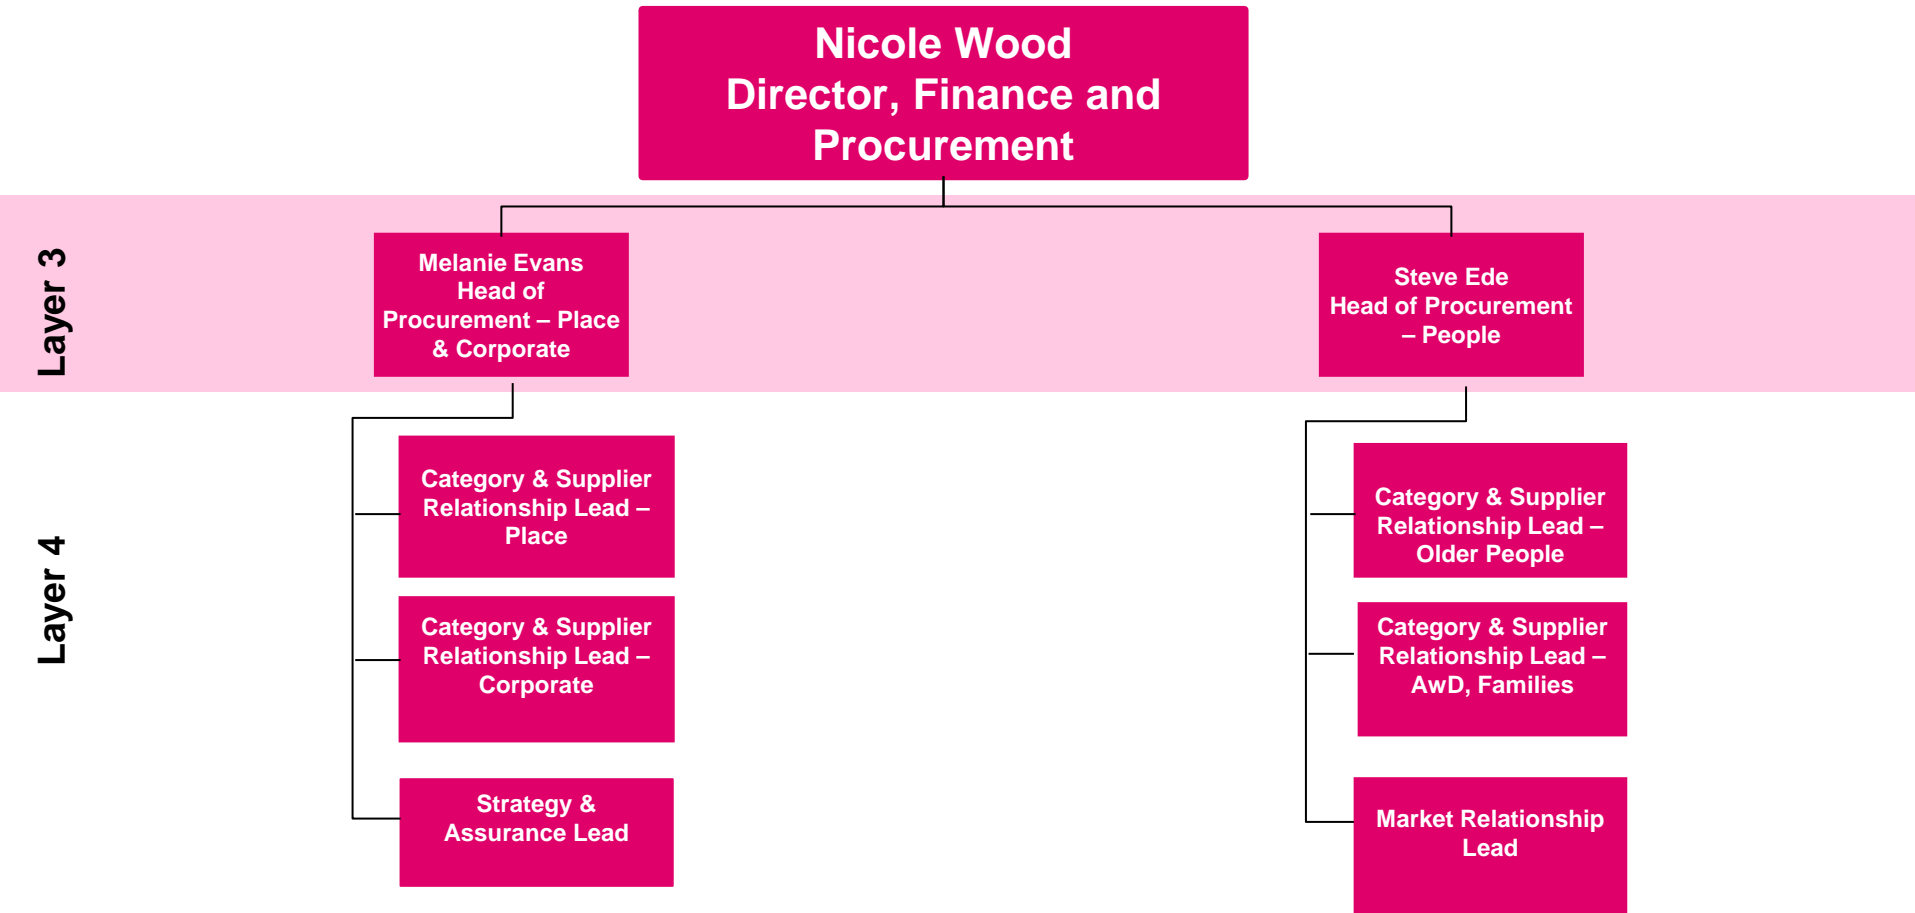 Nicole Wood
Director, Finance and
Procurement
Layer 3
Melanie Evans
Head of
Procurement – Place
& Corporate
Steve Ede
Head of Procurement
– People
Layer 4
Category & Supplier
Relationship Lead –
Place
Category & Supplier
Relationship Lead –
Corporate
Strategy &
Assurance Lead
Category & Supplier
Relationship Lead –
Older People
Category & Supplier
Relationship Lead –
AwD, Families
Market Relationship
Lead